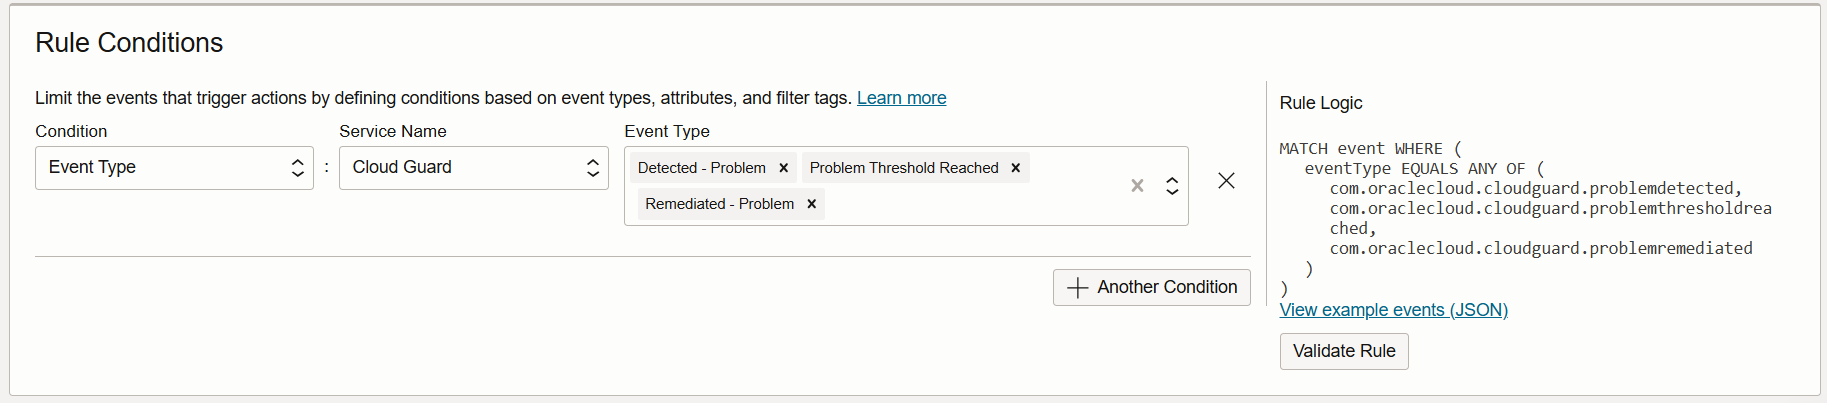 Rule Conditions
Limit the events that trigger actions by defining conditions based on event types, attributes, and filter tags. Learn more
Condition
Service Name
Event Type
Event Type
:
Cloud Guard
Detected - Problem
Problem Threshold Reached
Remediated - Problem
Another Condition
Rule Logic
MATCH event WHERE (
eventType EQUALS ANY OF (
com.oraclecloud.cloudguard.problemdetected,
com.oraclecloud.cloudguard.problemthresholdrea
ched,
com.oraclecloud.cloudguard.problemremediated
)
)
View example events (JSON)
Validate Rule